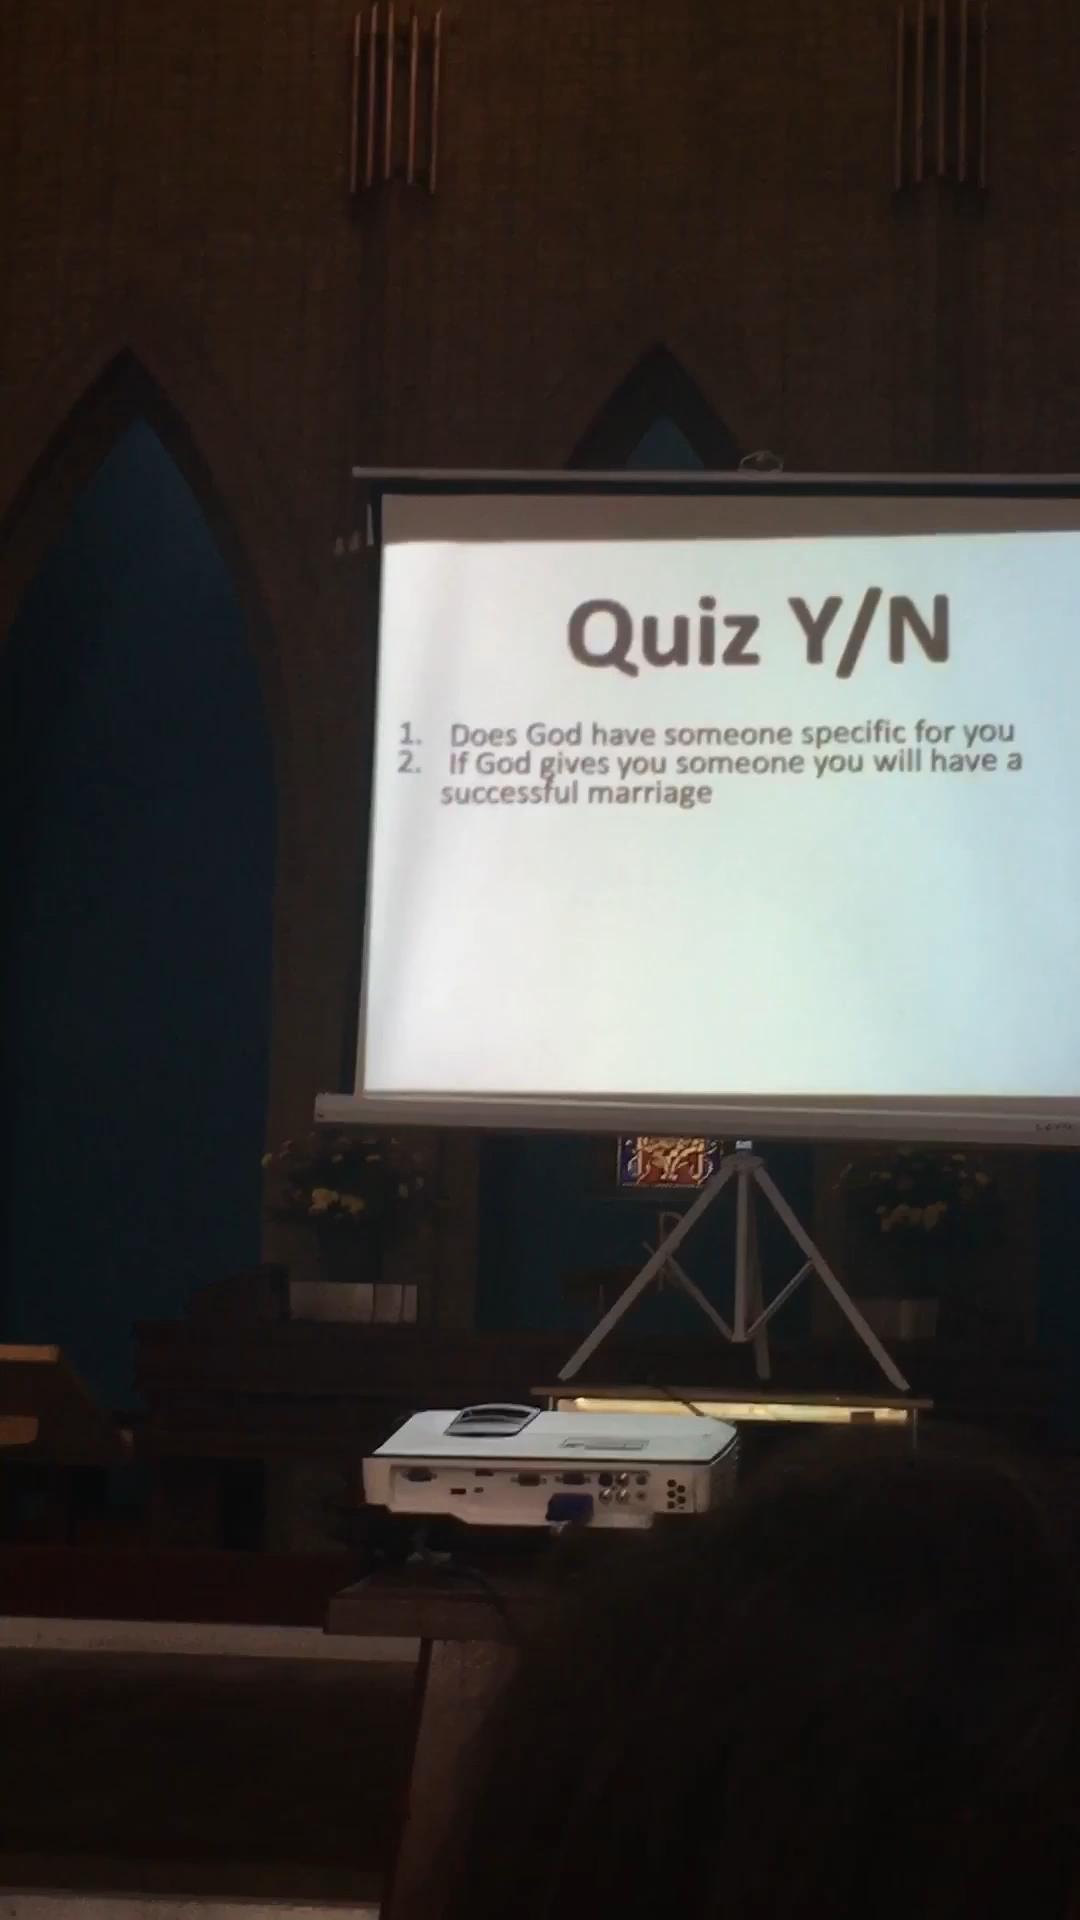 Quiz Y/N
1. Does God have someone specific for you
2. If God gives you someone you will have a
successful marriage